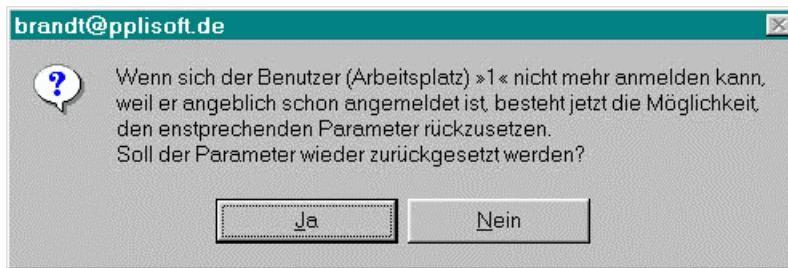 brandt@pplisoft.de
Wenn sich der Benutzer (Arbeitsplatz) »1« nicht mehr anmelden kann,
weil er angeblich schon angemeldet ist, besteht jetzt die Möglichkeit,
den enstprechenden Parameter rückzusetzen.
Soll der Parameter wieder zurückgesetzt werden?
Ja Nein